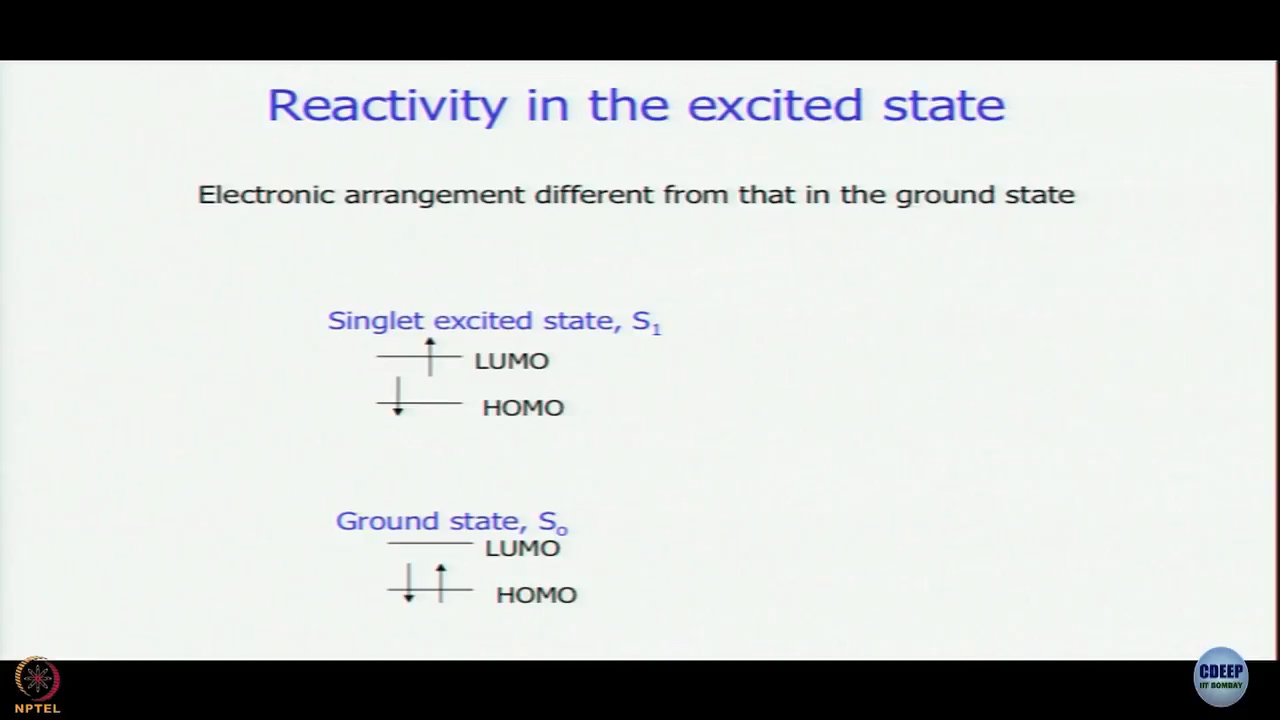 Reactivity in the excited state
Electronic arrangement different from that in the ground state
Singlet excited state, S₁
LUMO
HOMO
Ground state, Sₒ
LUMO
HOMO
NPTEL
CDEEP
IIT BOMBAY